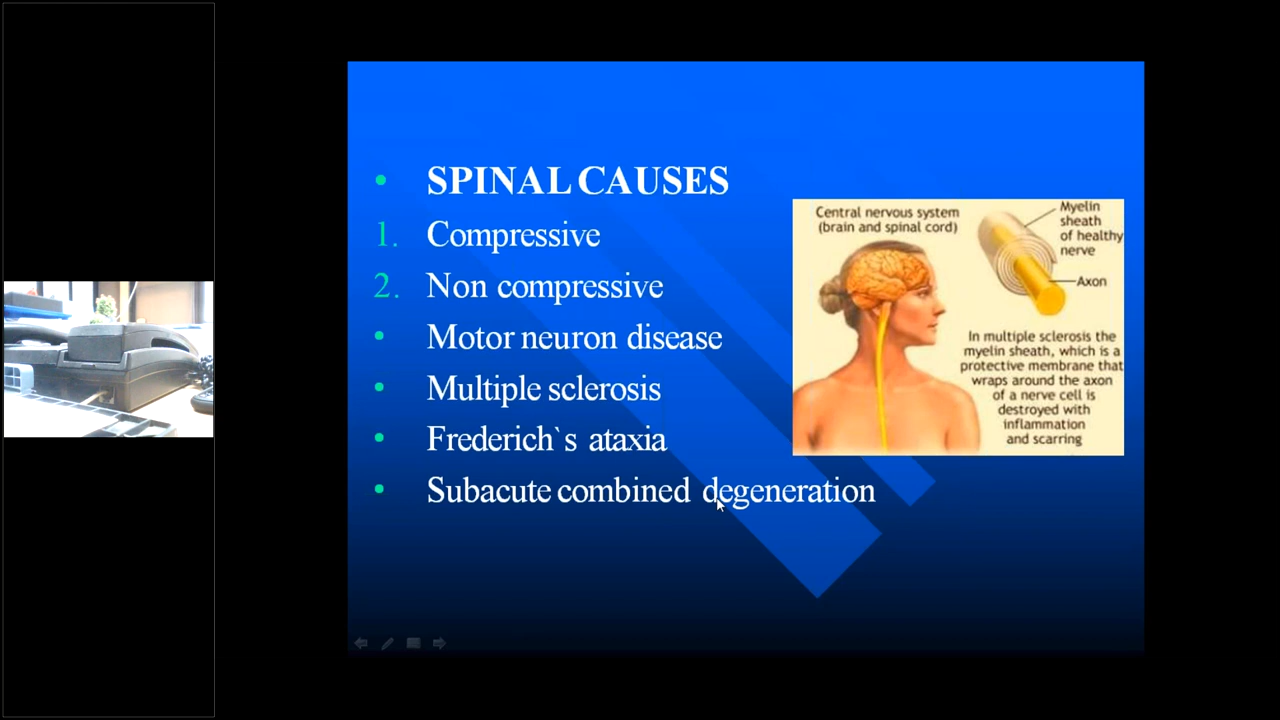 • SPINAL CAUSES
1. Compressive
2. Non compressive
• Motor neuron disease
• Multiple sclerosis
• Frederich`s ataxia
• Subacute combined degeneration
Central nervous system
(brain and spinal cord)
Myelin
sheath
of healthy
nerve
Axon
In multiple sclerosis the
myelin sheath, which is a
protective membrane that
wraps around the axon
of a nerve cell is
destroyed with
inflammation
and scarring